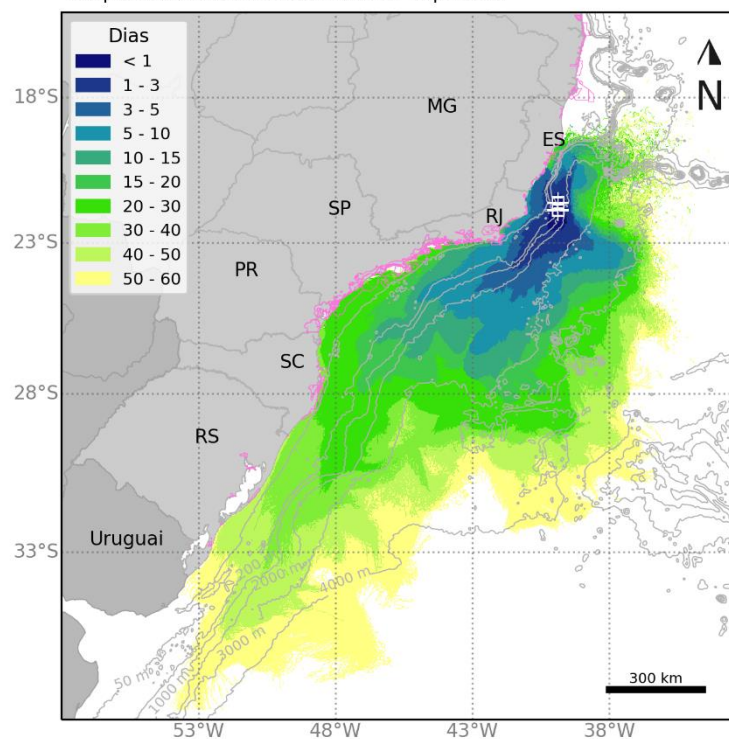 Dias
< 1
1 - 3
3 - 5
5 - 10
10 - 15
15 - 20
20 - 30
30 - 40
40 - 50
50 - 60
N
18°S
23°S
28°S
33°S
MG
ES
SP
RJ
PR
SC
RS
Uruguai
200
2000 m
4000 m
3000 m
50 m
1000 m
300 km
53°W
48°W
43°W
38°W